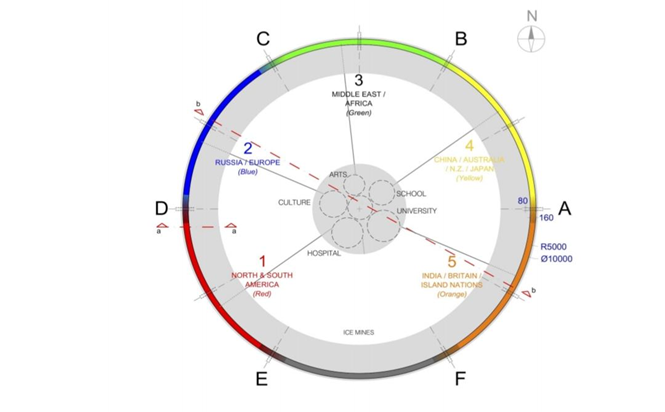 N
C
B
3
MIDDLE EAST /
AFRICA
(Green)
b
2
RUSSIA / EUROPE
(Blue)
4
CHINA / AUSTRALIA
/ N.Z. / JAPAN
(Yellow)
ARTS
SCHOOL
CULTURE
UNIVERSITY
D
80
A
160
a
a
HOSPITAL
R5000
Ø10000
1
NORTH & SOUTH
AMERICA
(Red)
5
INDIA / BRITAIN /
ISLAND NATIONS
(Orange)
b
ICE MINES
E
F